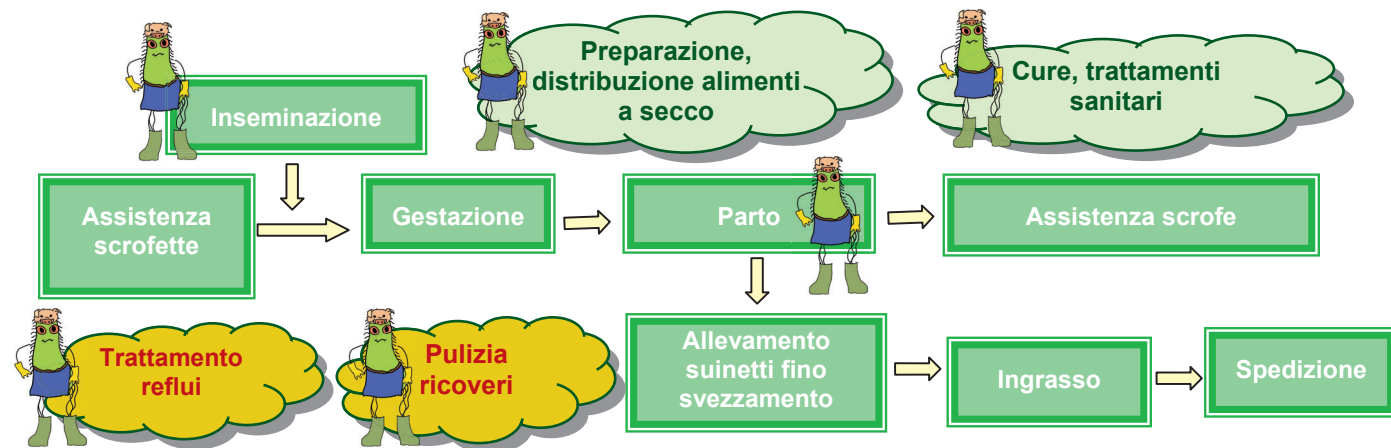 Preparazione,
distribuzione alimenti
a secco
Cure, trattamenti
sanitari
Inseminazione
Assistenza
scrofette
Gestazione
Parto
Assistenza scrofe
Trattamento
reflui
Pulizia
ricoveri
Allevamento
suinetti fino
svezzamento
Ingrasso
Spedizione